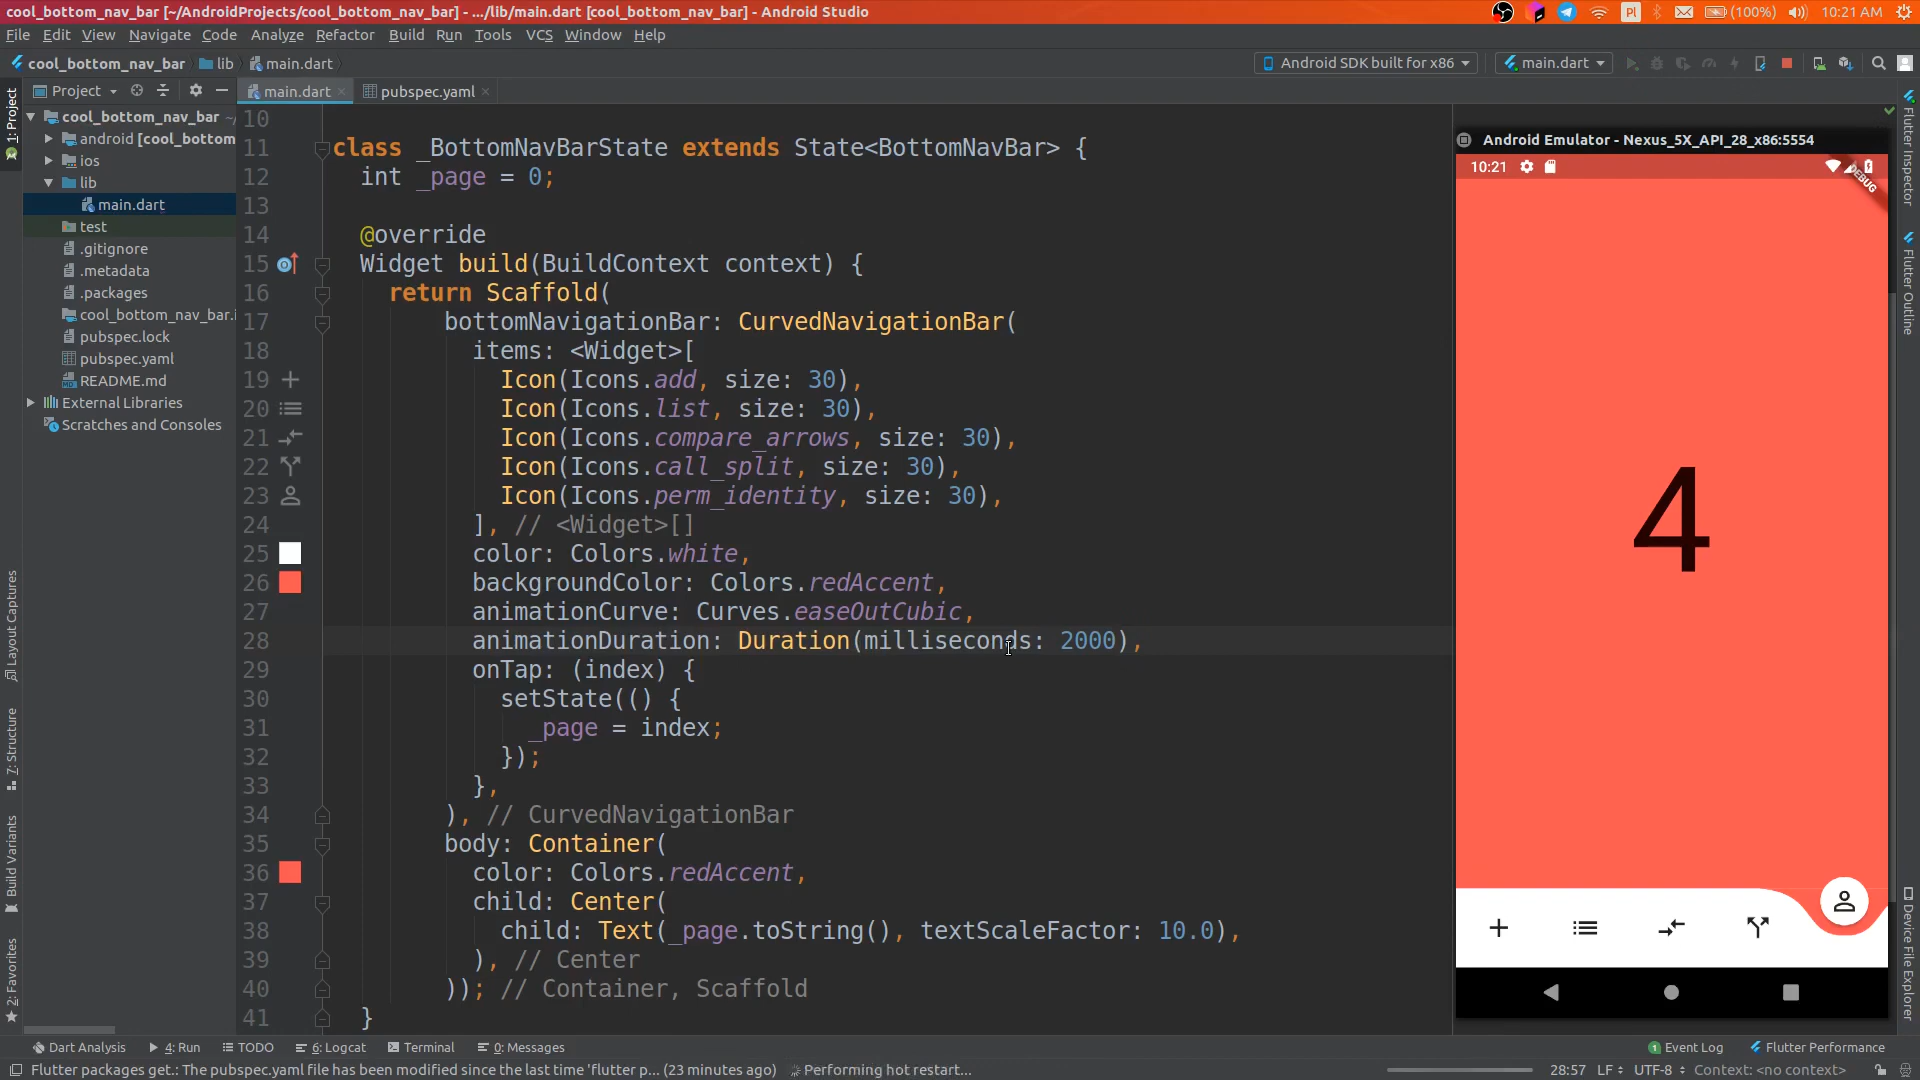 cool_bottom_nav_bar [~/AndroidProjects/cool_bottom_nav_bar] - .../lib/main.dart [cool_bottom_nav_bar] - Android Studio
Pl
(100%)
10:21 AM
File Edit View Navigate Code Analyze Refactor Build Run Tools VCS Window Help
cool_bottom_nav_bar lib main.dart
Android SDK built for x86
main.dart
Project
main.dart
pubspec.yaml
cool_bottom_nav_bar ~/
android [cool_bottom
ios
lib
main.dart
test
.gitignore
.metadata
.packages
cool_bottom_nav_bar.i
pubspec.lock
pubspec.yaml
README.md
External Libraries
Scratches and Consoles
1: Project
Layout Captures
7: Structure
Build Variants
2: Favorites
10
11 class _BottomNavBarState extends State<BottomNavBar> {
12 int _page = 0;
13
14 @override
15 Widget build(BuildContext context) {
16 return Scaffold(
17 bottomNavigationBar: CurvedNavigationBar(
18 items: <Widget>[
19 Icon(Icons.add, size: 30),
20 Icon(Icons.list, size: 30),
21 Icon(Icons.compare_arrows, size: 30),
22 Icon(Icons.call_split, size: 30),
23 Icon(Icons.perm_identity, size: 30),
24 ], // <Widget>[]
25 color: Colors.white,
26 backgroundColor: Colors.redAccent,
27 animationCurve: Curves.easeOutCubic,
28 animationDuration: Duration(milliseconds: 2000),
29 onTap: (index) {
30 setState(() {
31 _page = index;
32 });
33 },
34 ), // CurvedNavigationBar
35 body: Container(
36 color: Colors.redAccent,
37 child: Center(
38 child: Text(_page.toString(), textScaleFactor: 10.0),
39 ), // Center
40 )); // Container, Scaffold
41 }
Android Emulator - Nexus_5X_API_28_x86:5554
10:21
DEBUG
4
Flutter Inspector
Flutter Outline
Device File Explorer
Dart Analysis
4: Run
TODO
6: Logcat
Terminal
0: Messages
1 Event Log
Flutter Performance
Flutter packages get.: The pubspec.yaml file has been modified since the last time 'flutter p... (23 minutes ago)
Performing hot restart...
28:57 LF UTF-8 Context: <no context>